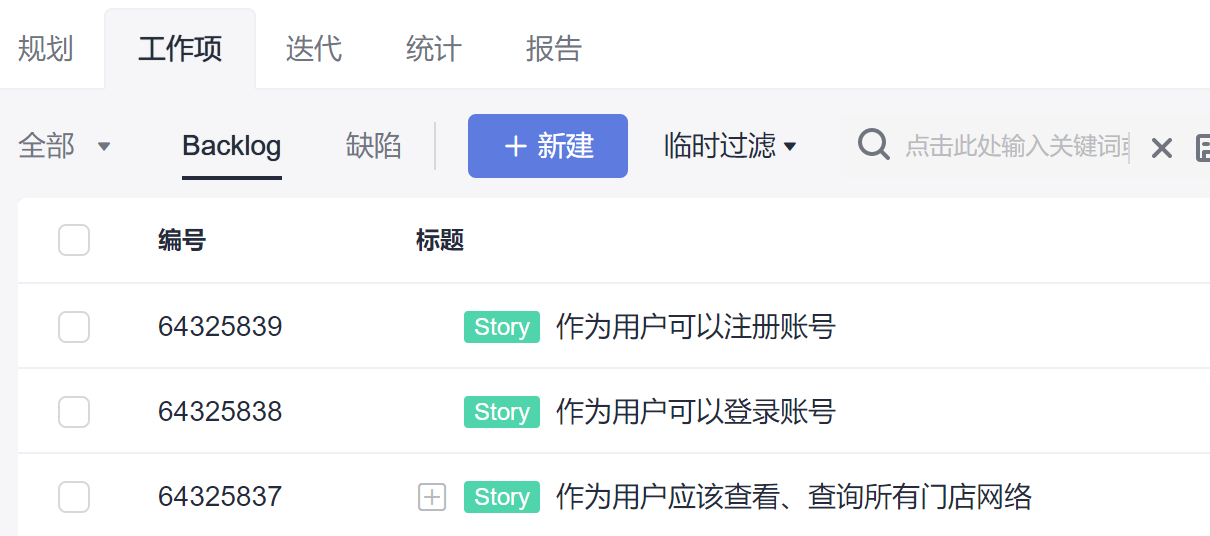 规划 工作项 迭代 统计 报告
全部 Backlog 缺陷 + 新建 临时过滤 点击此处输入关键词
编号 标题
64325839 Story 作为用户可以注册账号
64325838 Story 作为用户可以登录账号
64325837 Story 作为用户应该查看、查询所有门店网络